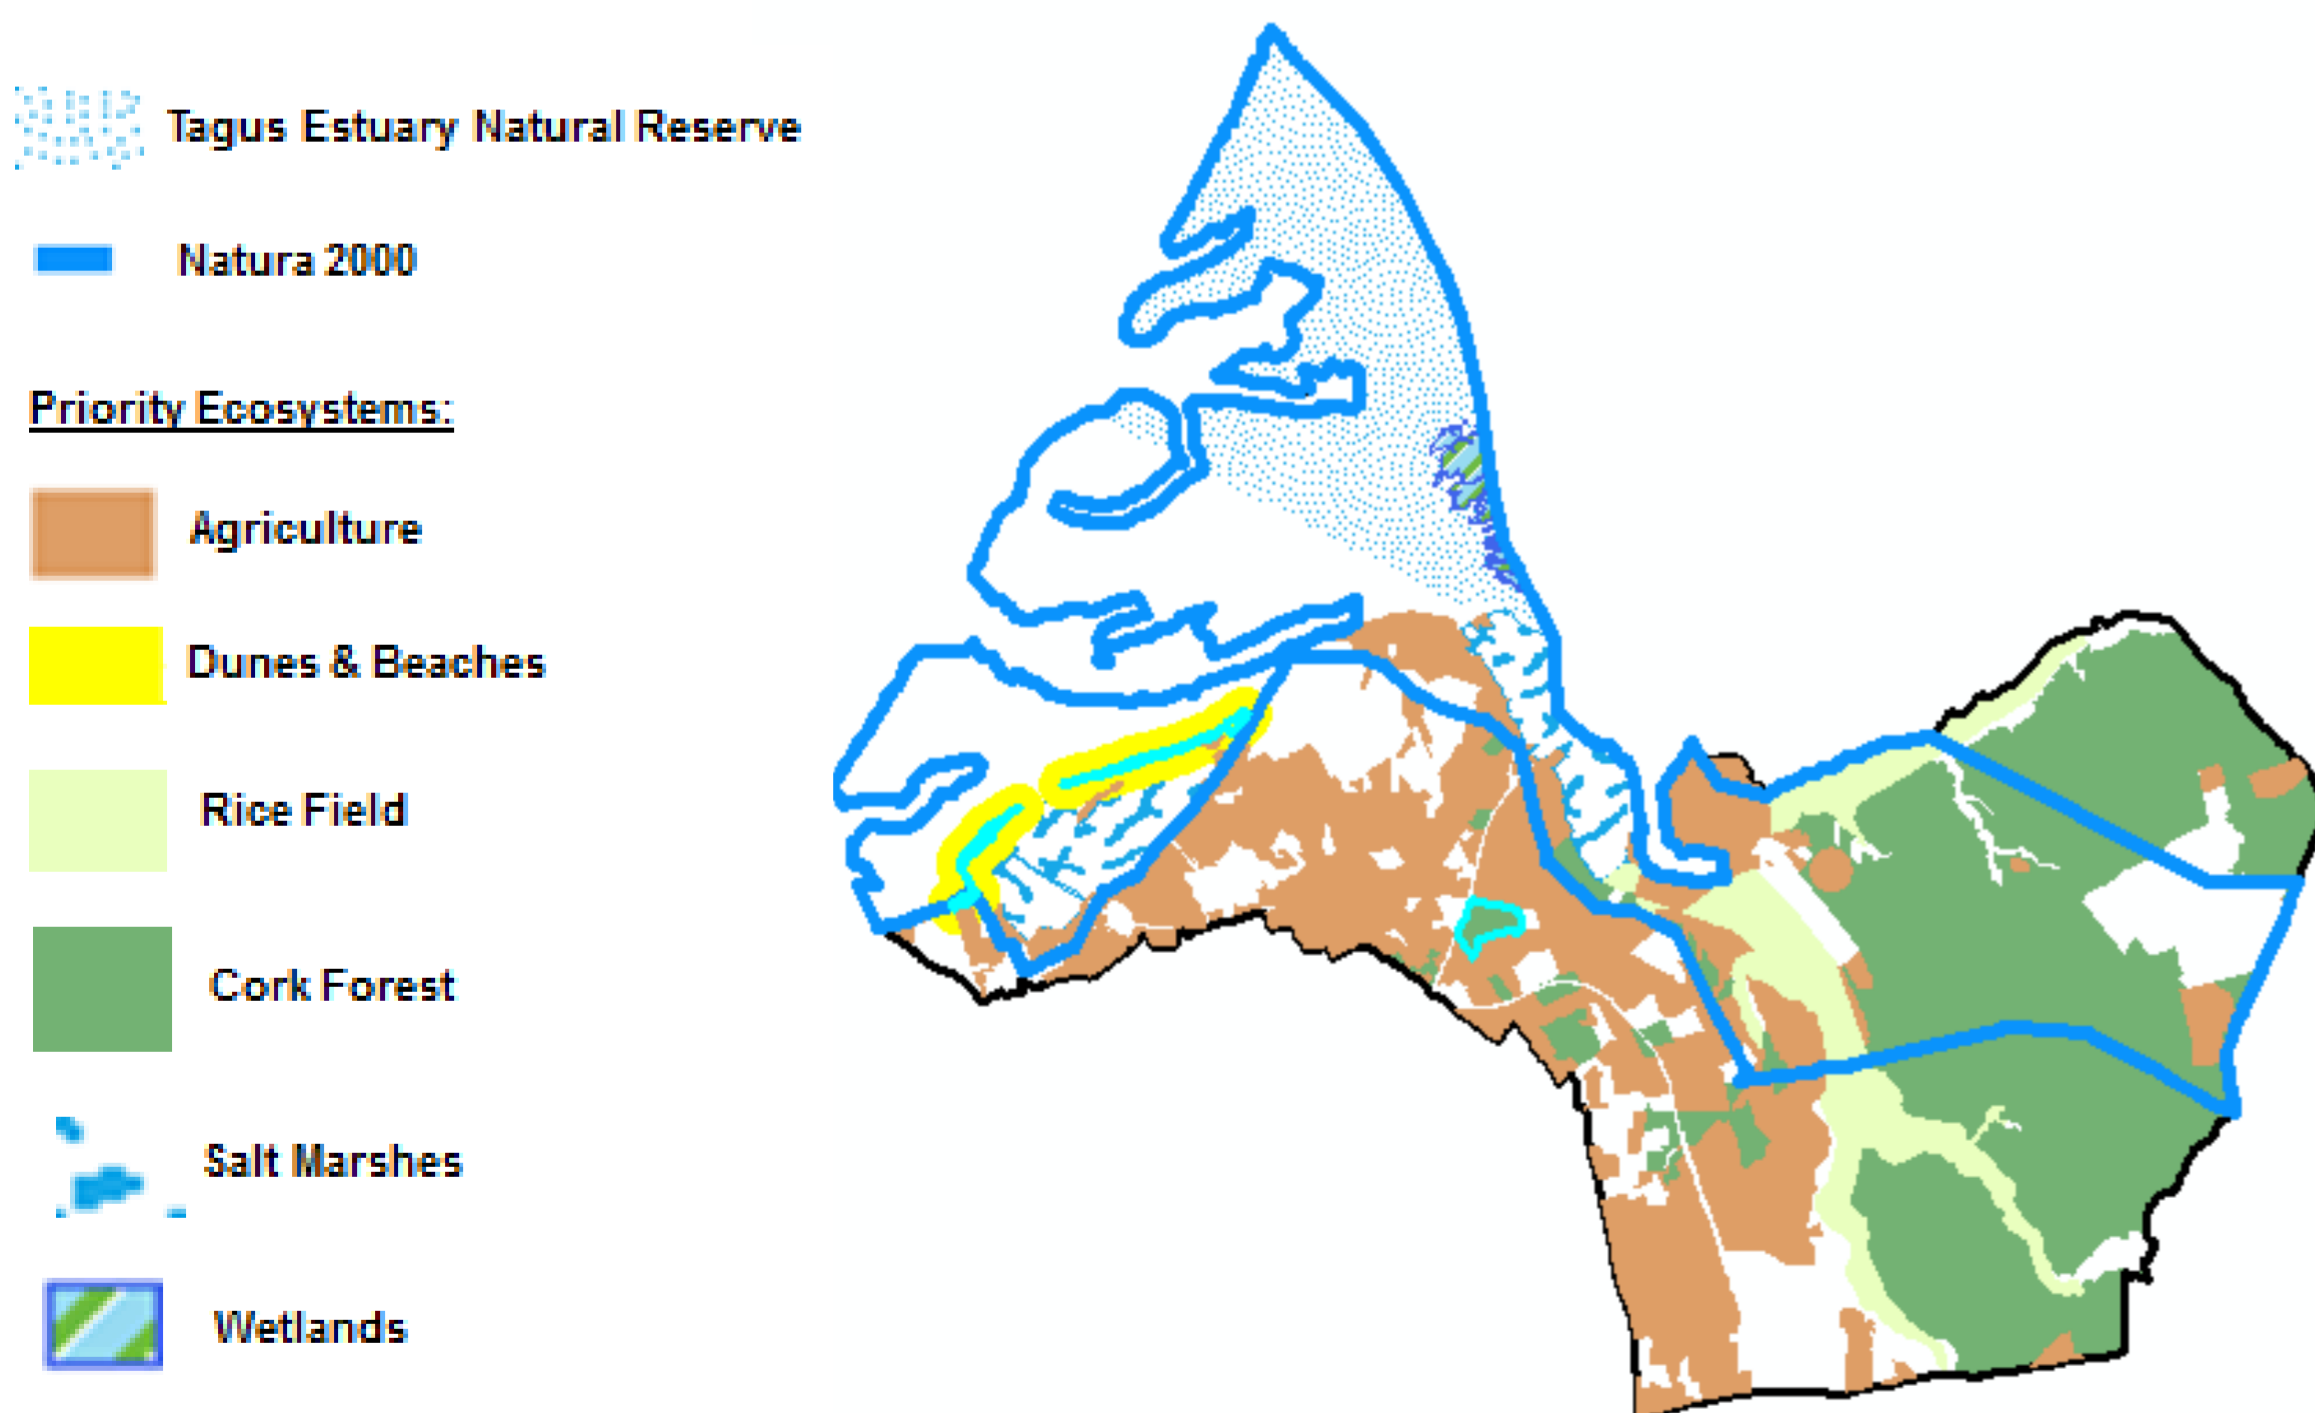 Tagus Estuary Natural Reserve
Natura 2000
Priority Ecosystems:
Agriculture
Dunes & Beaches
Rice Field
Cork Forest
Salt Marshes
Wetlands